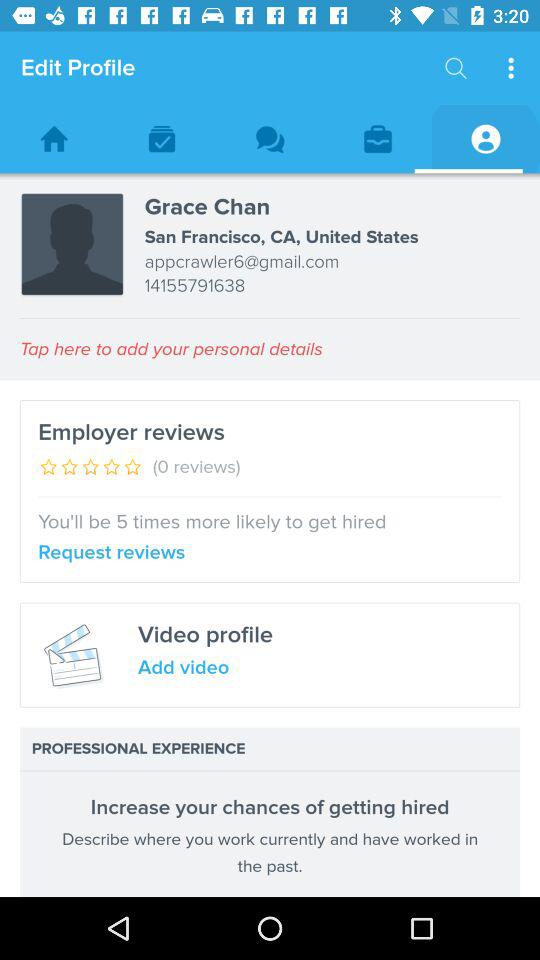 3:20
Edit Profile
Grace Chan
San Francisco, CA, United States
appcrawler6@gmail.com
14155791638
Tap here to add your personal details
Employer reviews
(0 reviews)
You'll be 5 times more likely to get hired
Request reviews
Video profile
Add video
PROFESSIONAL EXPERIENCE
Increase your chances of getting hired
Describe where you work currently and have worked in
the past.